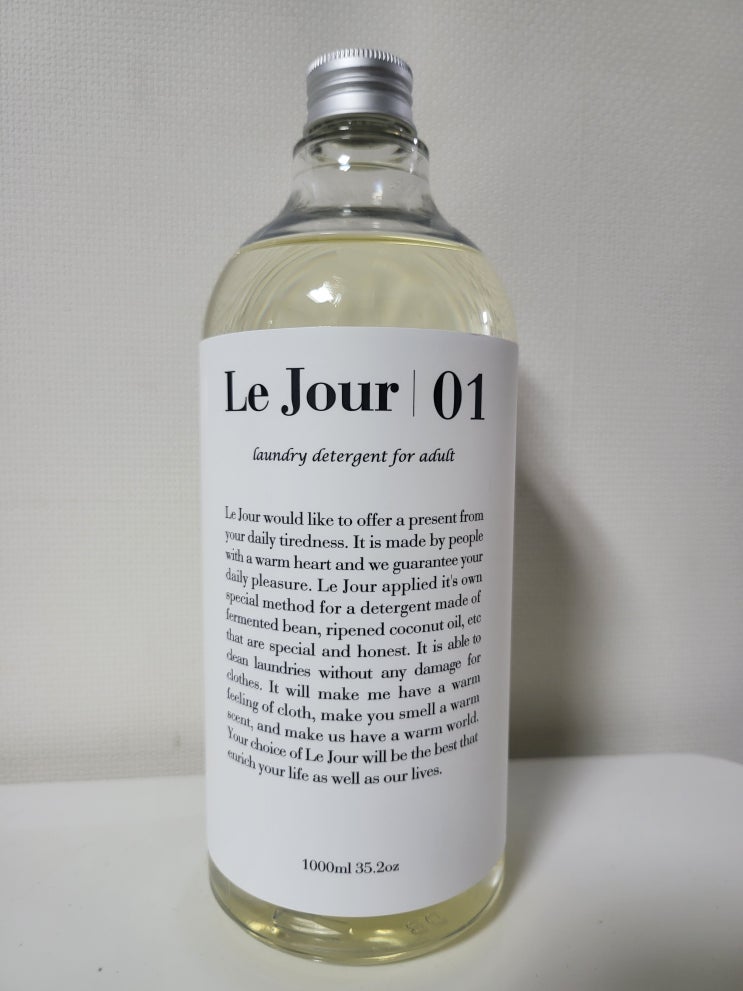 Le Jour | 01
laundry detergent for adult
Le Jour would like to offer a present from
your daily tiredness. It is made by people
with a warm heart and we guarantee your
daily pleasure. Le Jour applied it's own
special method for a detergent made of
fermented bean, ripened coconut oil, etc
that are special and honest. It is able to
clean laundries without any damage for
clothes. It will make me have a warm
feeling of cloth, make you smell a warm
scent, and make us have a warm world.
Your choice of Le Jour will be the best that
enrich your life as well as our lives.
1000ml 35.2oz